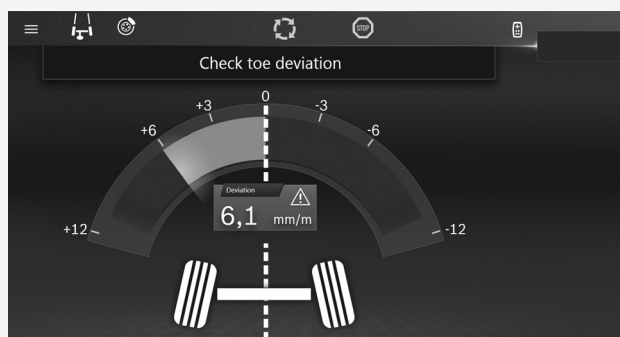 STOP
Check toe deviation
0
+3
-3
+6
-6
Deviation
6,1 mm/m
+12
-12